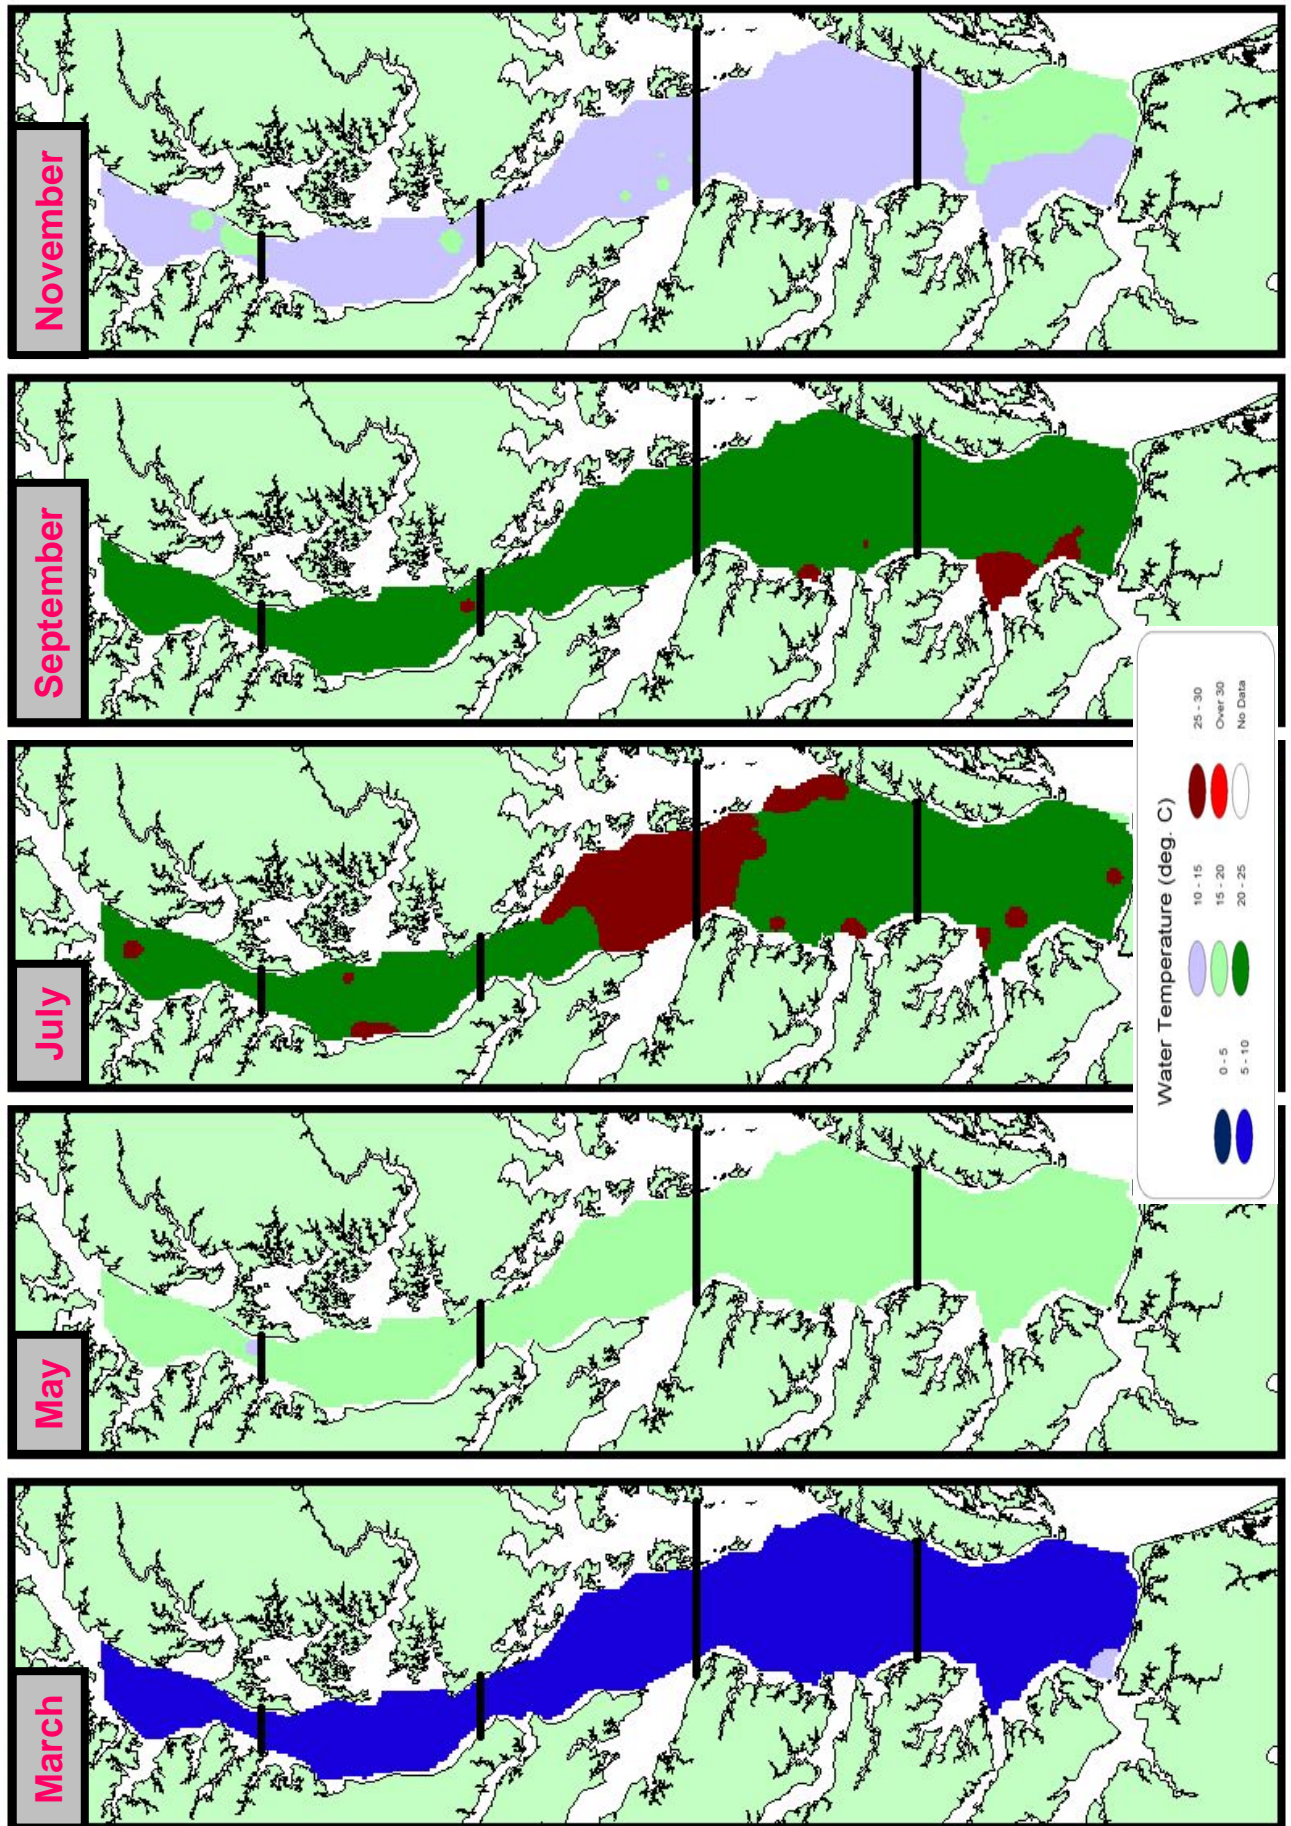 March
May
July
September
November
Water Temperature (deg. C)
0 - 5
5 - 10
10 - 15
15 - 20
20 - 25
25 - 30
Over 30
No Data